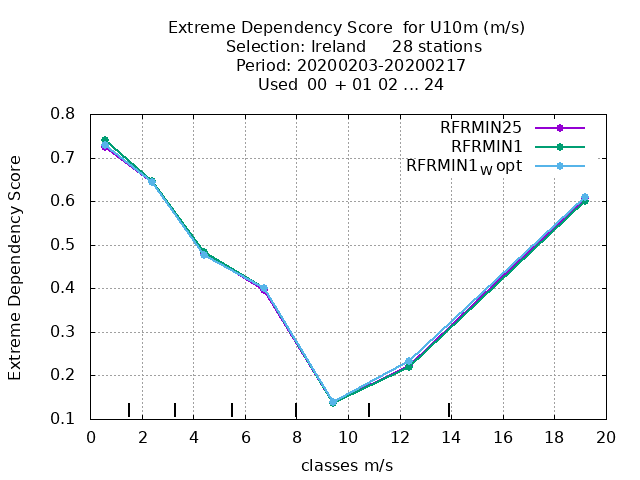 Extreme Dependency Score  for U10m (m/s)
Selection: Ireland     28 stations
Period: 20200203-20200217
Used  00  + 01 02 ... 24
RFRMIN25
RFRMIN1
RFRMIN1W opt
Extreme Dependency Score
0.8
0.7
0.6
0.5
0.4
0.3
0.2
0.1
0 2 4 6 8 10 12 14 16 18 20
classes m/s